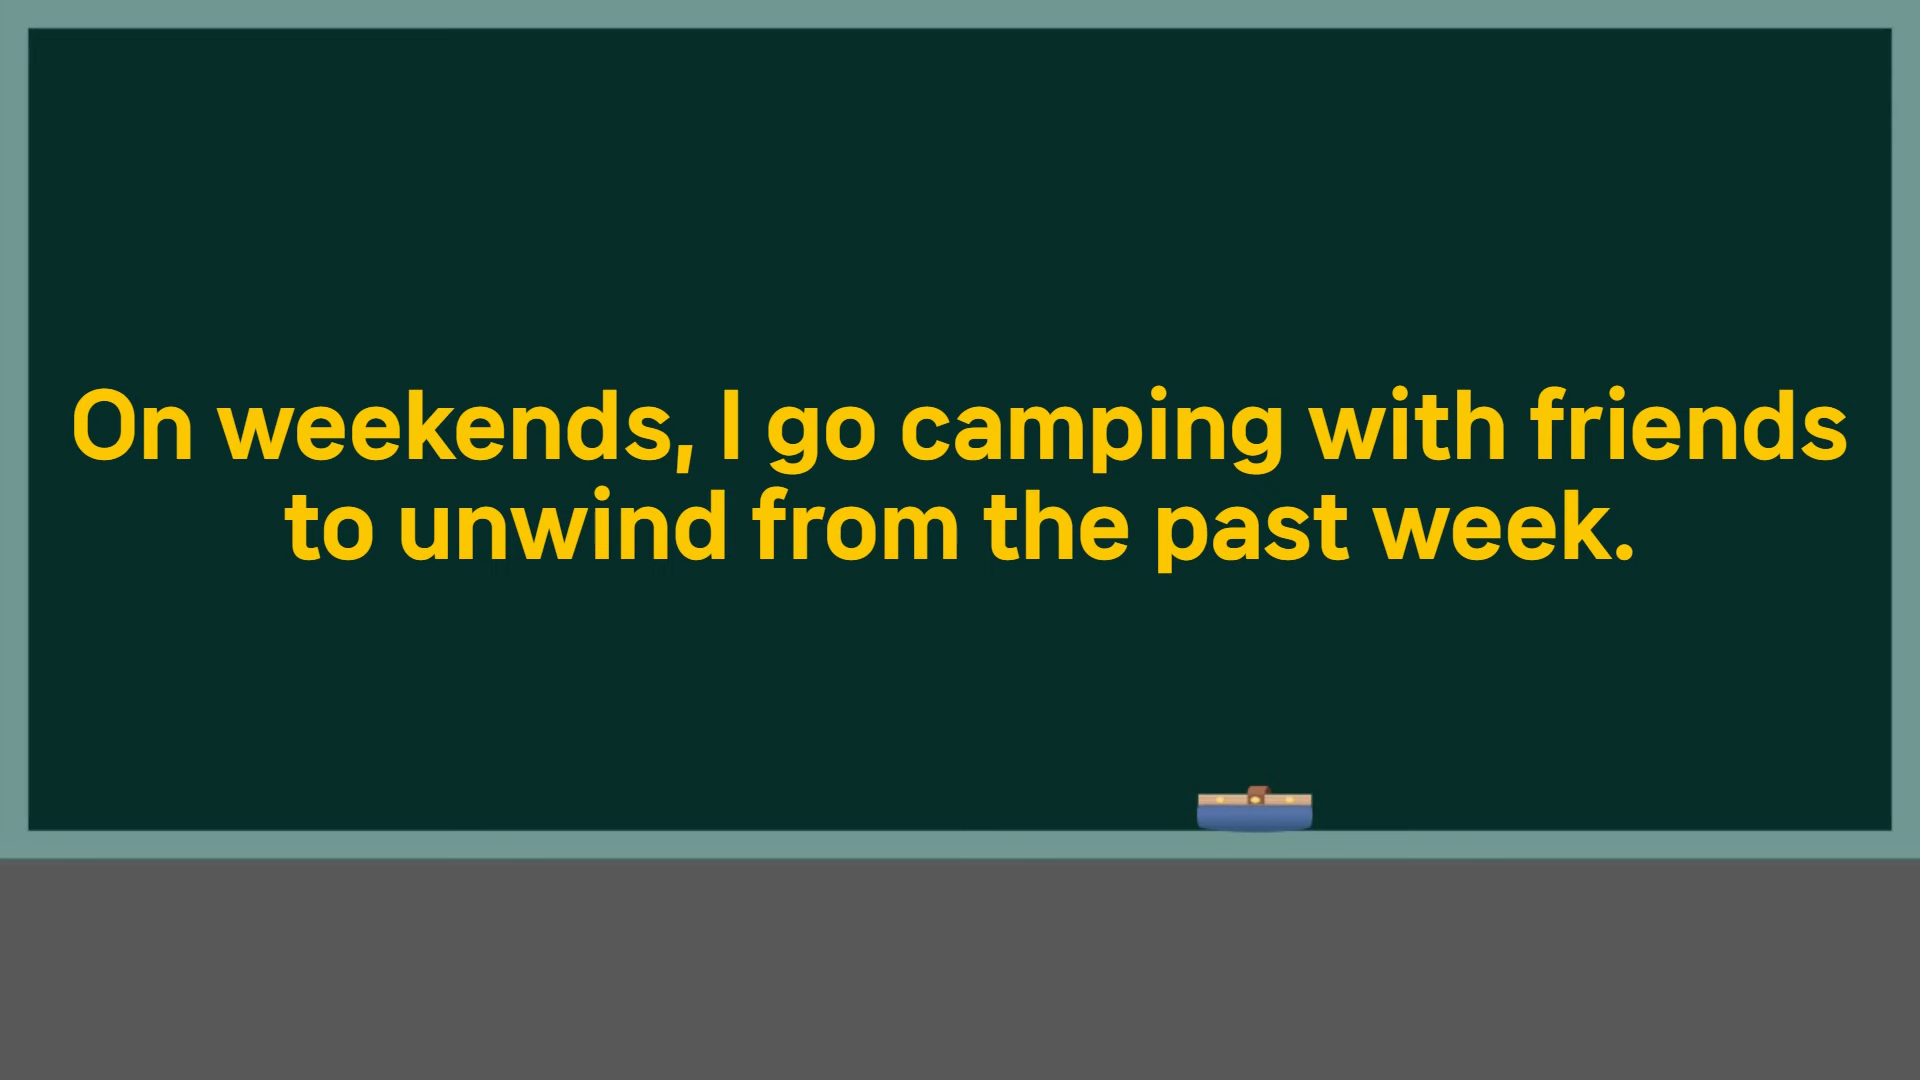 On weekends, I go camping with friends
to unwind from the past week.